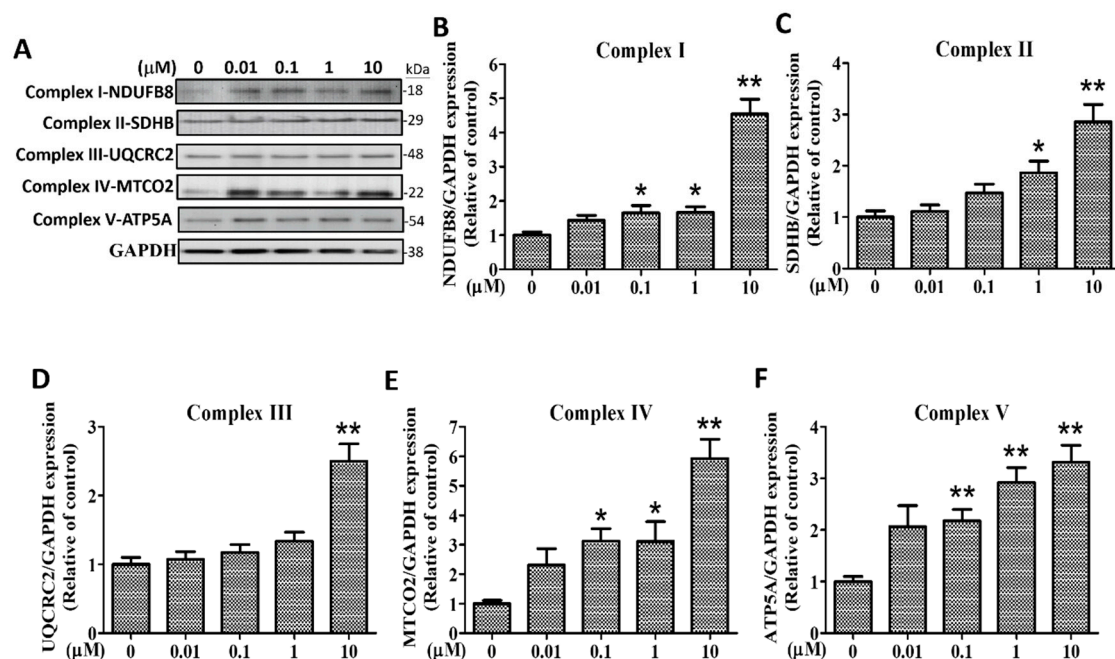 A
(μM) 0 0.01 0.1 1 10 kDa
Complex I-NDUFB8 -18
Complex II-SDHB -29
Complex III-UQCRC2 -48
Complex IV-MTCO2 -22
Complex V-ATP5A -54
GAPDH -38
B
Complex I
NDUFB8/GAPDH expression
(Relative of control)
6
5
4
3
2
1
0
* * **
(μM) 0 0.01 0.1 1 10
C
Complex II
SDHB/GAPDH expression
(Relative of control)
4
3
2
1
0
* **
(μM) 0 0.01 0.1 1 10
D
Complex III
UQCRC2/GAPDH expression
(Relative of control)
3
2
1
0
**
(μM) 0 0.01 0.1 1 10
E
Complex IV
MTCO2/GAPDH expression
(Relative of control)
7
6
4
3
1
0
* * **
(μM) 0 0.01 0.1 1 10
F
Complex V
ATP5A/GAPDH expression
(Relative of control)
4
3
2
1
0
** ** **
(μM) 0 0.01 0.1 1 10